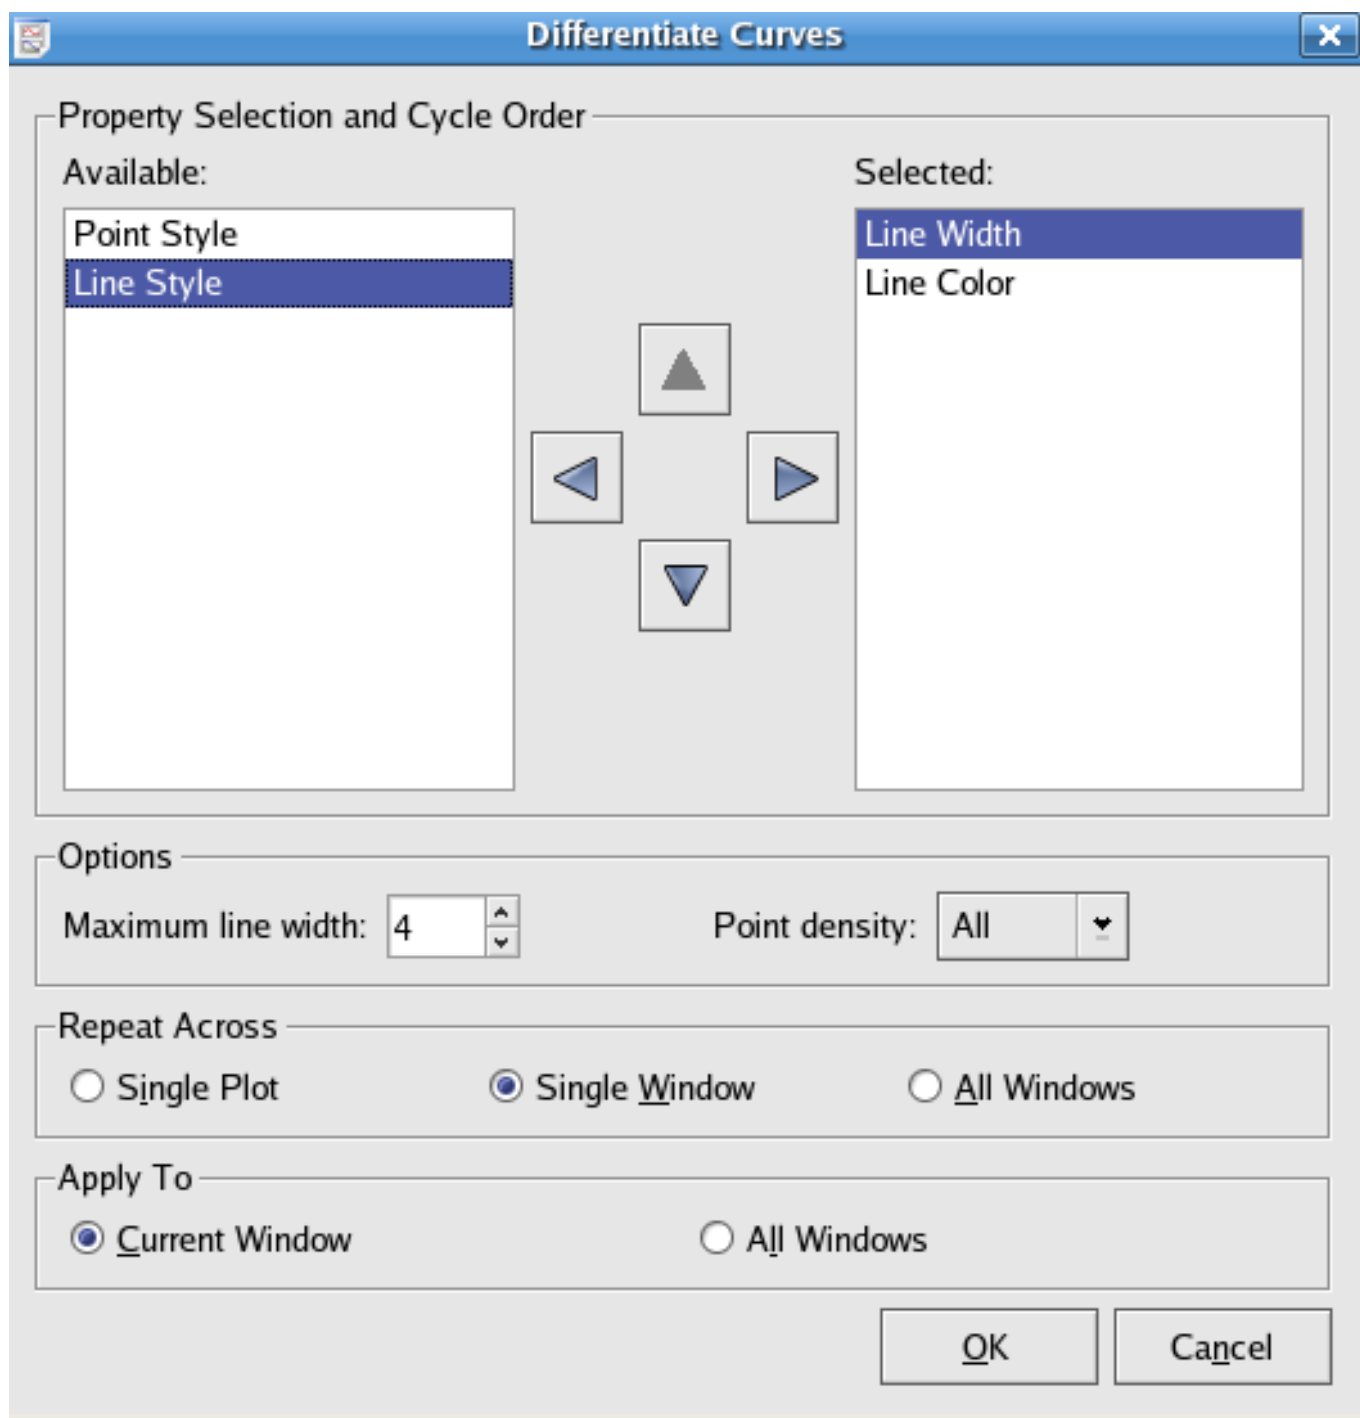 Differentiate Curves
Property Selection and Cycle Order
Available:
Selected:
Point Style
Line Style
Line Width
Line Color
Options
Maximum line width: 4
Point density: All
Repeat Across
Single Plot
Single Window
All Windows
Apply To
Current Window
All Windows
OK
Cancel